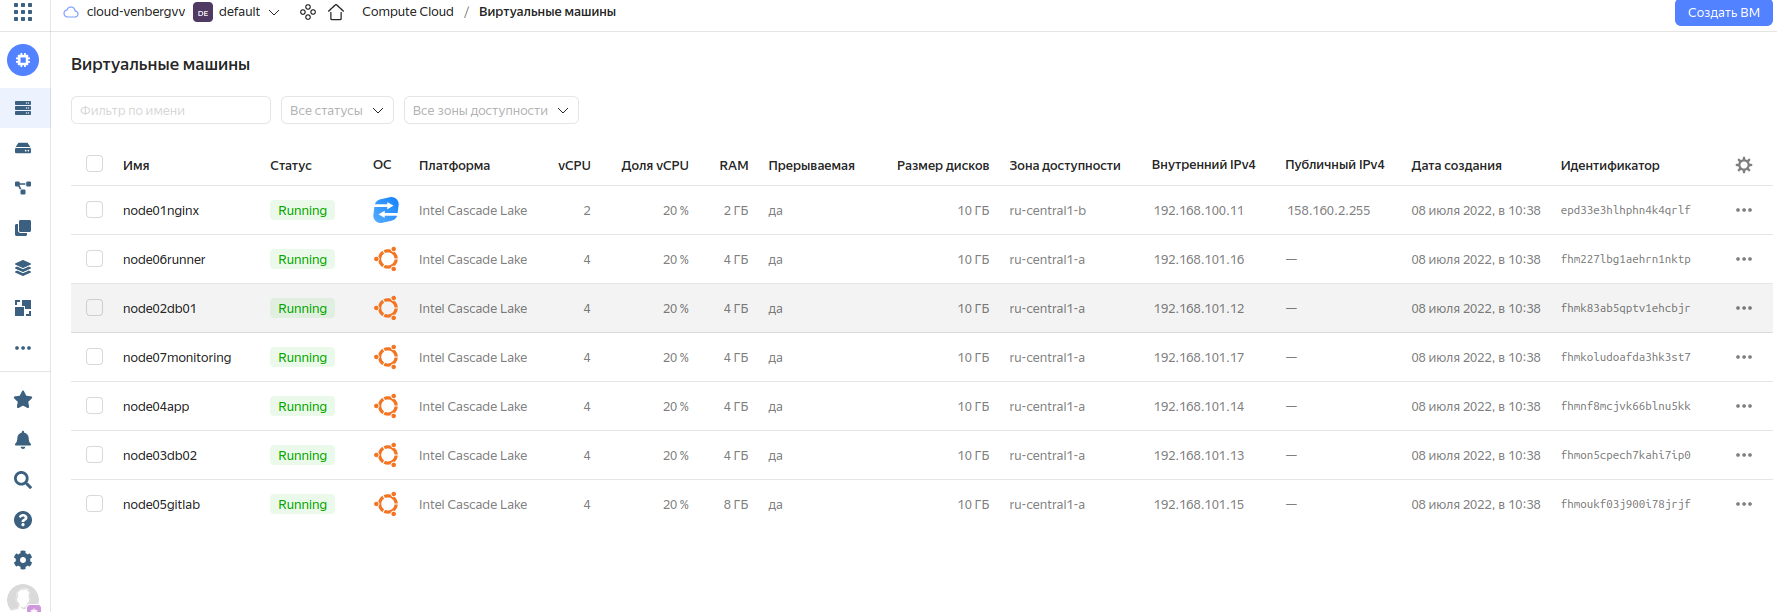 cloud-venbergvv DE default Compute Cloud / Виртуальные машины Создать ВМ
Виртуальные машины
Фильтр по имени Все статусы Все зоны доступности
Имя Статус ОС Платформа vCPU Доля vCPU RAM Прерываемая Размер дисков Зона доступности Внутренний IPv4 Публичный IPv4 Дата создания Идентификатор
node01nginx Running Intel Cascade Lake 2 20 % 2 ГБ да 10 ГБ ru-central1-b 192.168.100.11 158.160.2.255 08 июля 2022, в 10:38 epd33e3hlhphn4k4qrlf
node06runner Running Intel Cascade Lake 4 20 % 4 ГБ да 10 ГБ ru-central1-a 192.168.101.16 — 08 июля 2022, в 10:38 fhm227lbg1aehrn1nktp
node02db01 Running Intel Cascade Lake 4 20 % 4 ГБ да 10 ГБ ru-central1-a 192.168.101.12 — 08 июля 2022, в 10:38 fhmk83ab5qptv1ehcbjr
node07monitoring Running Intel Cascade Lake 4 20 % 4 ГБ да 10 ГБ ru-central1-a 192.168.101.17 — 08 июля 2022, в 10:38 fhmkoludoafda3hk3st7
node04app Running Intel Cascade Lake 4 20 % 4 ГБ да 10 ГБ ru-central1-a 192.168.101.14 — 08 июля 2022, в 10:38 fhmnf8mcjvk66blnu5kk
node03db02 Running Intel Cascade Lake 4 20 % 4 ГБ да 10 ГБ ru-central1-a 192.168.101.13 — 08 июля 2022, в 10:38 fhmon5cpech7kahi7ip0
node05gitlab Running Intel Cascade Lake 4 20 % 8 ГБ да 10 ГБ ru-central1-a 192.168.101.15 — 08 июля 2022, в 10:38 fhmoukf03j900i78jrjf